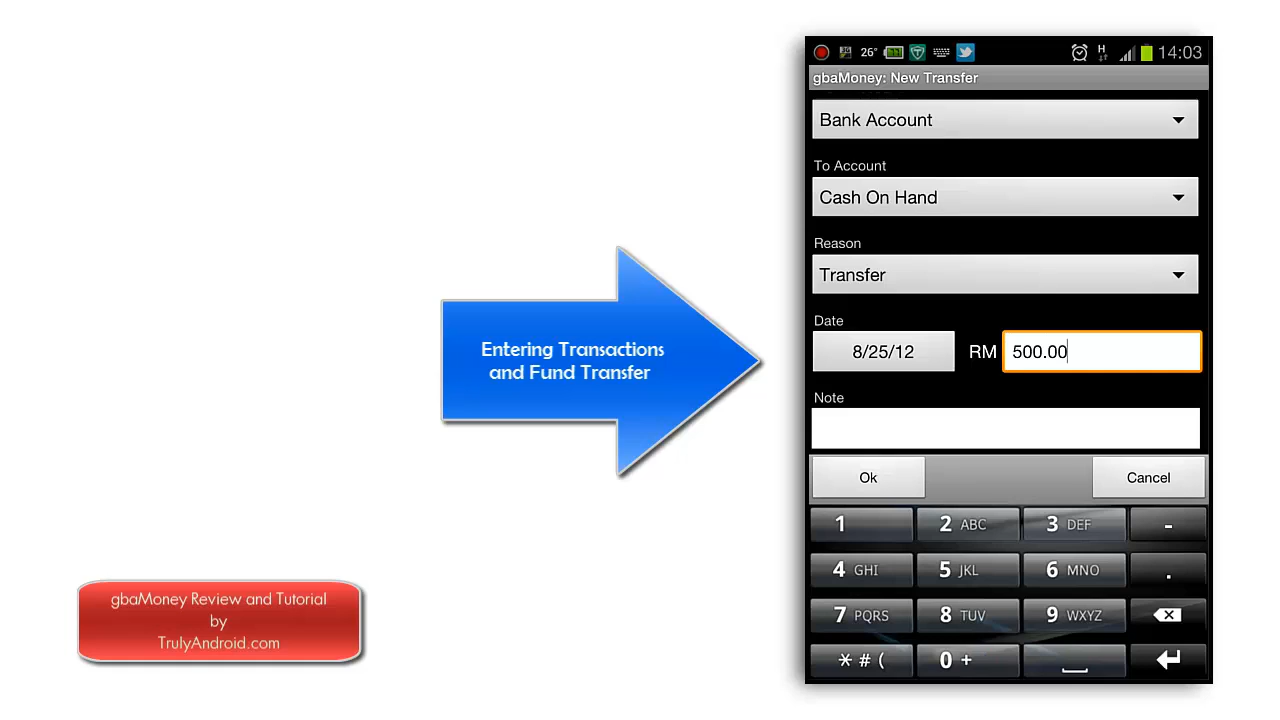 26°
H
14:03
gbaMoney: New Transfer
Bank Account
To Account
Cash On Hand
Reason
Transfer
Date
8/25/12 RM 500.00
Note
Ok Cancel
1 2 ABC 3 DEF -
4 GHI 5 JKL 6 MNO .
7 PQRS 8 TUV 9 WXYZ
* # ( 0 +
Entering Transactions
and Fund Transfer
gbaMoney Review and Tutorial
by
TrulyAndroid.com